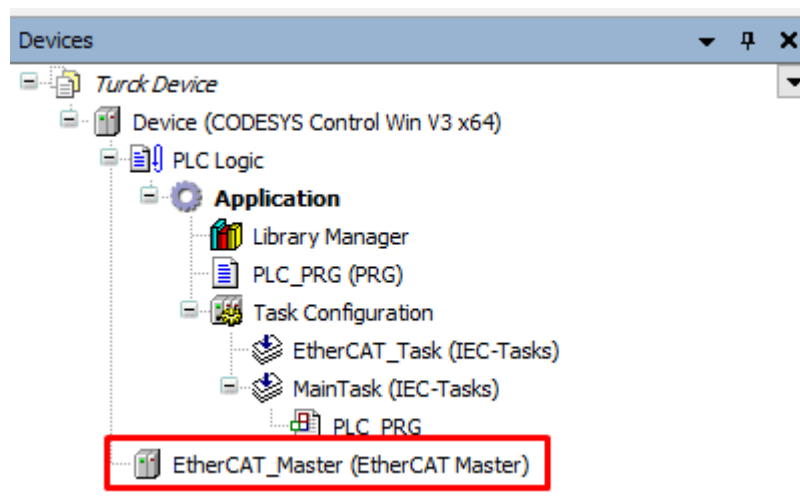 Devices
Turck Device
Device (CODESYS Control Win V3 x64)
PLC Logic
Application
Library Manager
PLC_PRG (PRG)
Task Configuration
EtherCAT_Task (IEC-Tasks)
MainTask (IEC-Tasks)
PLC_PRG
EtherCAT_Master (EtherCAT Master)